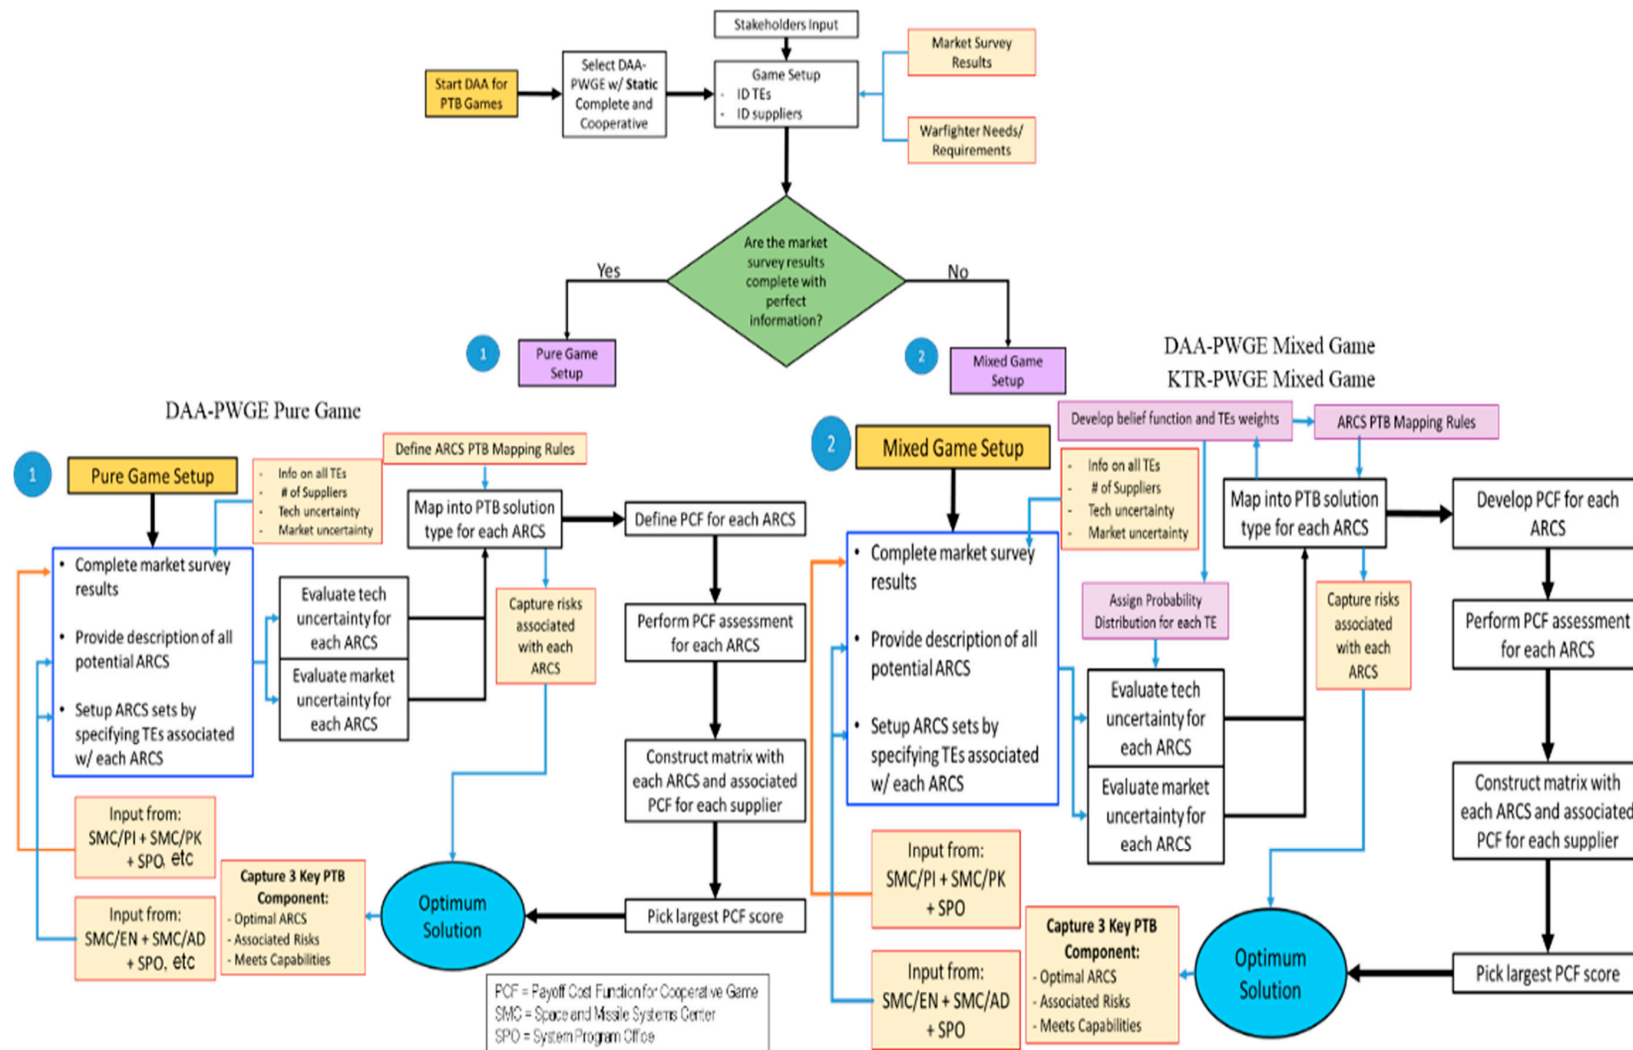 Stakeholders Input
Start DAA for
PTB Games
Select DAA-
PWGE w/ Static
Complete and
Cooperative
Game Setup
- ID TEs
- ID suppliers
Market Survey
Results
Warfighter Needs/
Requirements
Are the market
survey results
complete with
perfect
information?
Yes
No
1
Pure Game
Setup
2
Mixed Game
Setup
DAA-PWGE Pure Game
1
Pure Game Setup
- Info on all TEs
- # of Suppliers
- Tech uncertainty
- Market uncertainty
Define ARCS PTB Mapping Rules
Map into PTB solution
type for each ARCS
Define PCF for each ARCS
• Complete market survey
results
• Provide description of all
potential ARCS
• Setup ARCS sets by
specifying TEs associated
w/ each ARCS
Evaluate tech
uncertainty for
each ARCS
Evaluate market
uncertainty for
each ARCS
Capture risks
associated
with each
ARCS
Perform PCF assessment
for each ARCS
Construct matrix with
each ARCS and associated
PCF for each supplier
Pick largest PCF score
Input from:
SMC/PI + SMC/PK
+ SPO, etc
Input from:
SMC/EN + SMC/AD
+ SPO, etc
Capture 3 Key PTB
Component:
- Optimal ARCS
- Associated Risks
- Meets Capabilities
Optimum
Solution
PCF = Payoff Cost Function for Cooperative Game
SMC = Space and Missile Systems Center
SPO = System Program Office
DAA-PWGE Mixed Game
KTR-PWGE Mixed Game
2
Mixed Game Setup
Develop belief function and TEs weights
ARCS PTB Mapping Rules
- Info on all TEs
- # of Suppliers
- Tech uncertainty
- Market uncertainty
Map into PTB solution
type for each ARCS
Develop PCF for each
ARCS
• Complete market survey
results
• Provide description of all
potential ARCS
• Setup ARCS sets by
specifying TEs associated
w/ each ARCS
Assign Probability
Distribution for each TE
Capture risks
associated
with each
ARCS
Perform PCF assessment
for each ARCS
Evaluate tech
uncertainty for
each ARCS
Evaluate market
uncertainty for
each ARCS
Construct matrix with
each ARCS and associated
PCF for each supplier
Input from:
SMC/PI + SMC/PK
+ SPO
Input from:
SMC/EN + SMC/AD
+ SPO
Capture 3 Key PTB
Component:
- Optimal ARCS
- Associated Risks
- Meets Capabilities
Optimum
Solution
Pick largest PCF score